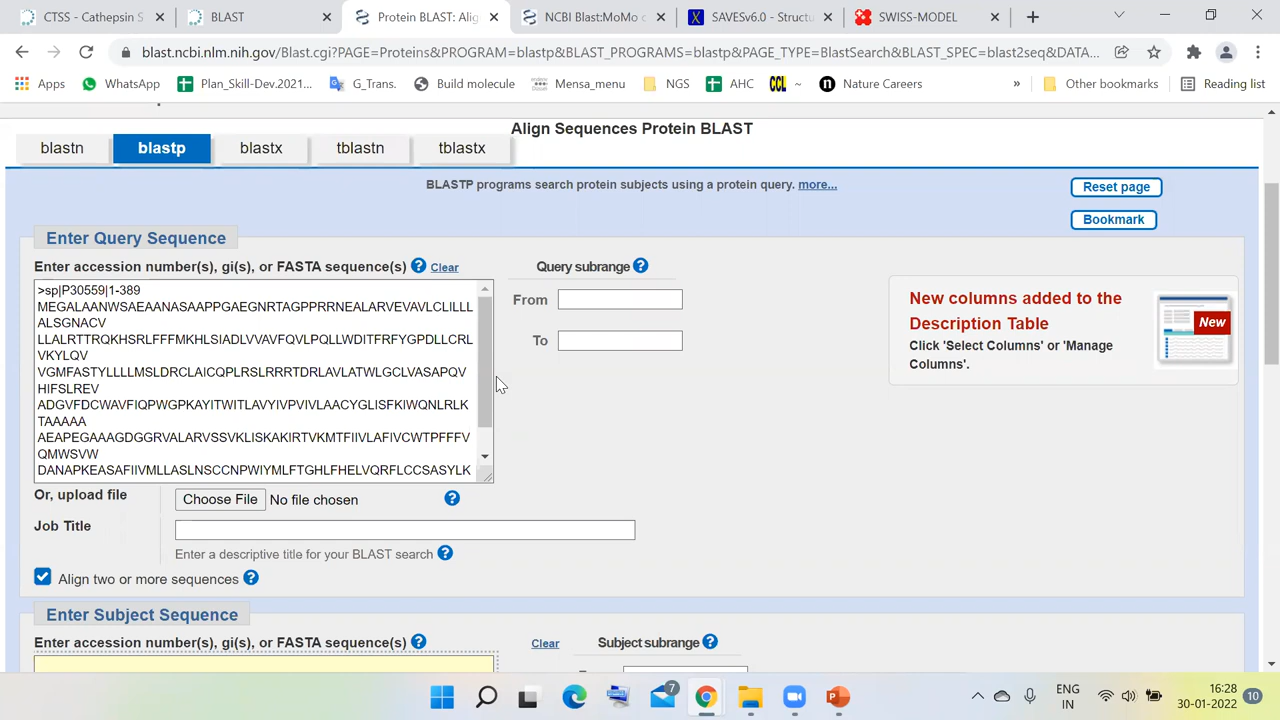 CTSS - Cathepsin S
BLAST
Protein BLAST: Alig
NCBI Blast:MoMo c
SAVESv6.0 - Structu
SWISS-MODEL
blast.ncbi.nlm.nih.gov/Blast.cgi?PAGE=Proteins&PROGRAM=blastp&BLAST_PROGRAMS=blastp&PAGE_TYPE=BlastSearch&BLAST_SPEC=blast2seq&DATA...
Apps WhatsApp Plan_Skill-Dev_2021... G_Trans. Build molecule Mensa_menu NGS AHC CCL ~ n Nature Careers » Other bookmarks Reading list
Align Sequences Protein BLAST
blastn blastp blastx tblastn tblastx
BLASTP programs search protein subjects using a protein query. more...
Reset page
Bookmark
Enter Query Sequence
Enter accession number(s), gi(s), or FASTA sequence(s) ? Clear
Query subrange ?
>sp|P30559|1-389
MEGALAANWSAEAANASAAPPGAEGNRTAGPPRRNEALARVEVAVLCLILLL
ALSGNACV
LLALRTTRQKHSRLFFFMKHLSIADLVVAVFQVLPQLLWDITFRFYGPDLLCRL
VKYLQV
VGMFASTYLLLLMSLDRCLAICQPLRSLRRRTDRLAVLATWLGCLVASAPQV
HIFSLREV
ADGVFDCWAVFIQPWGPKAYITWITLAVYIVPVIVLAACYGLISFKIWQNLRLK
TAAAAA
AEAPEGAAAGDGGRVALARVSSVKLISKAKIRTVKMTFIIVLAFIVCWTPFFFV
QMWSVW
DANAPKEASAFIIVMLLASLNSCCNPWIYMLFTGHLFHELVQRFLCCSASYLK
From
To
New columns added to the
Description Table
Click 'Select Columns' or 'Manage
Columns'.
New
Or, upload file Choose File No file chosen ?
Job Title
Enter a descriptive title for your BLAST search ?
Align two or more sequences ?
Enter Subject Sequence
Enter accession number(s), gi(s), or FASTA sequence(s) ? Clear
Subject subrange ?
7
ENG
IN
16:28
30-01-2022
10